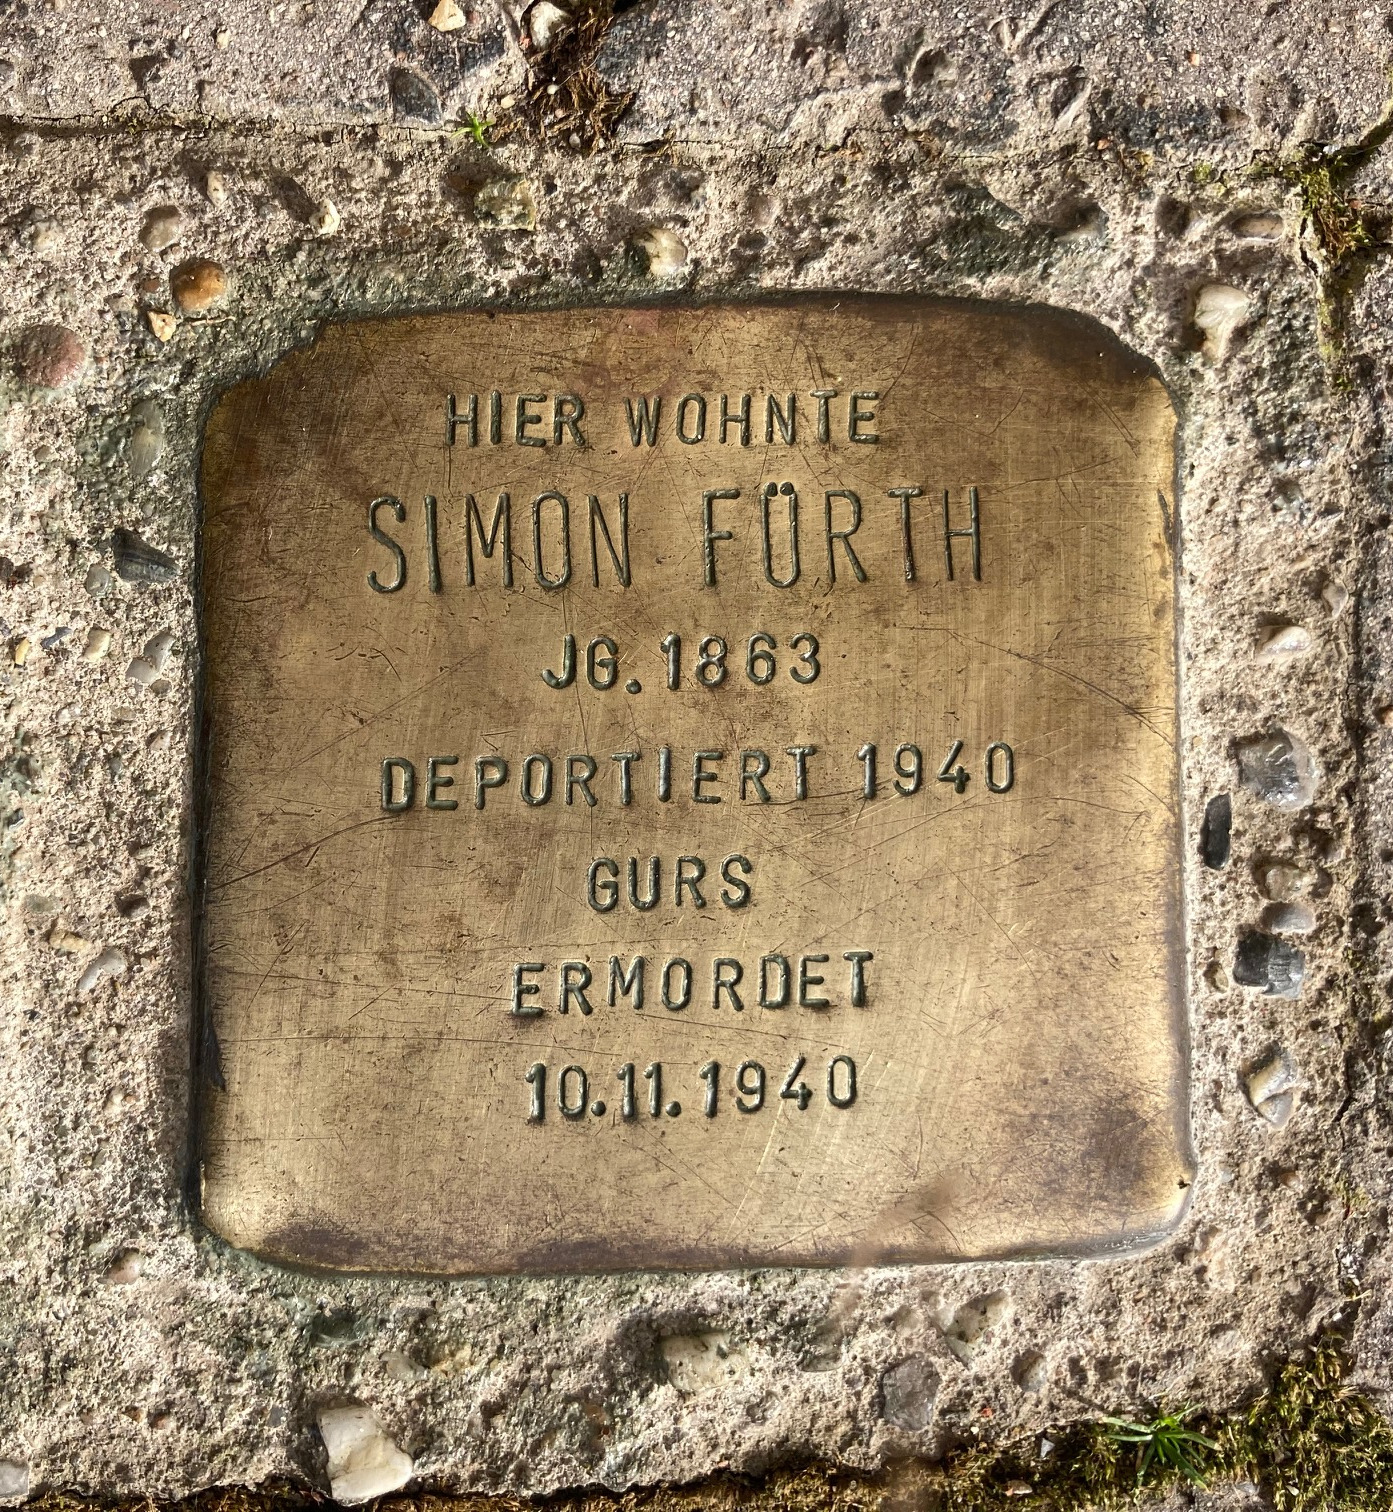 HIER WOHNTE
SIMON FÜRTH
JG. 1863
DEPORTIERT 1940
GURS
ERMORDET
10.11.1940